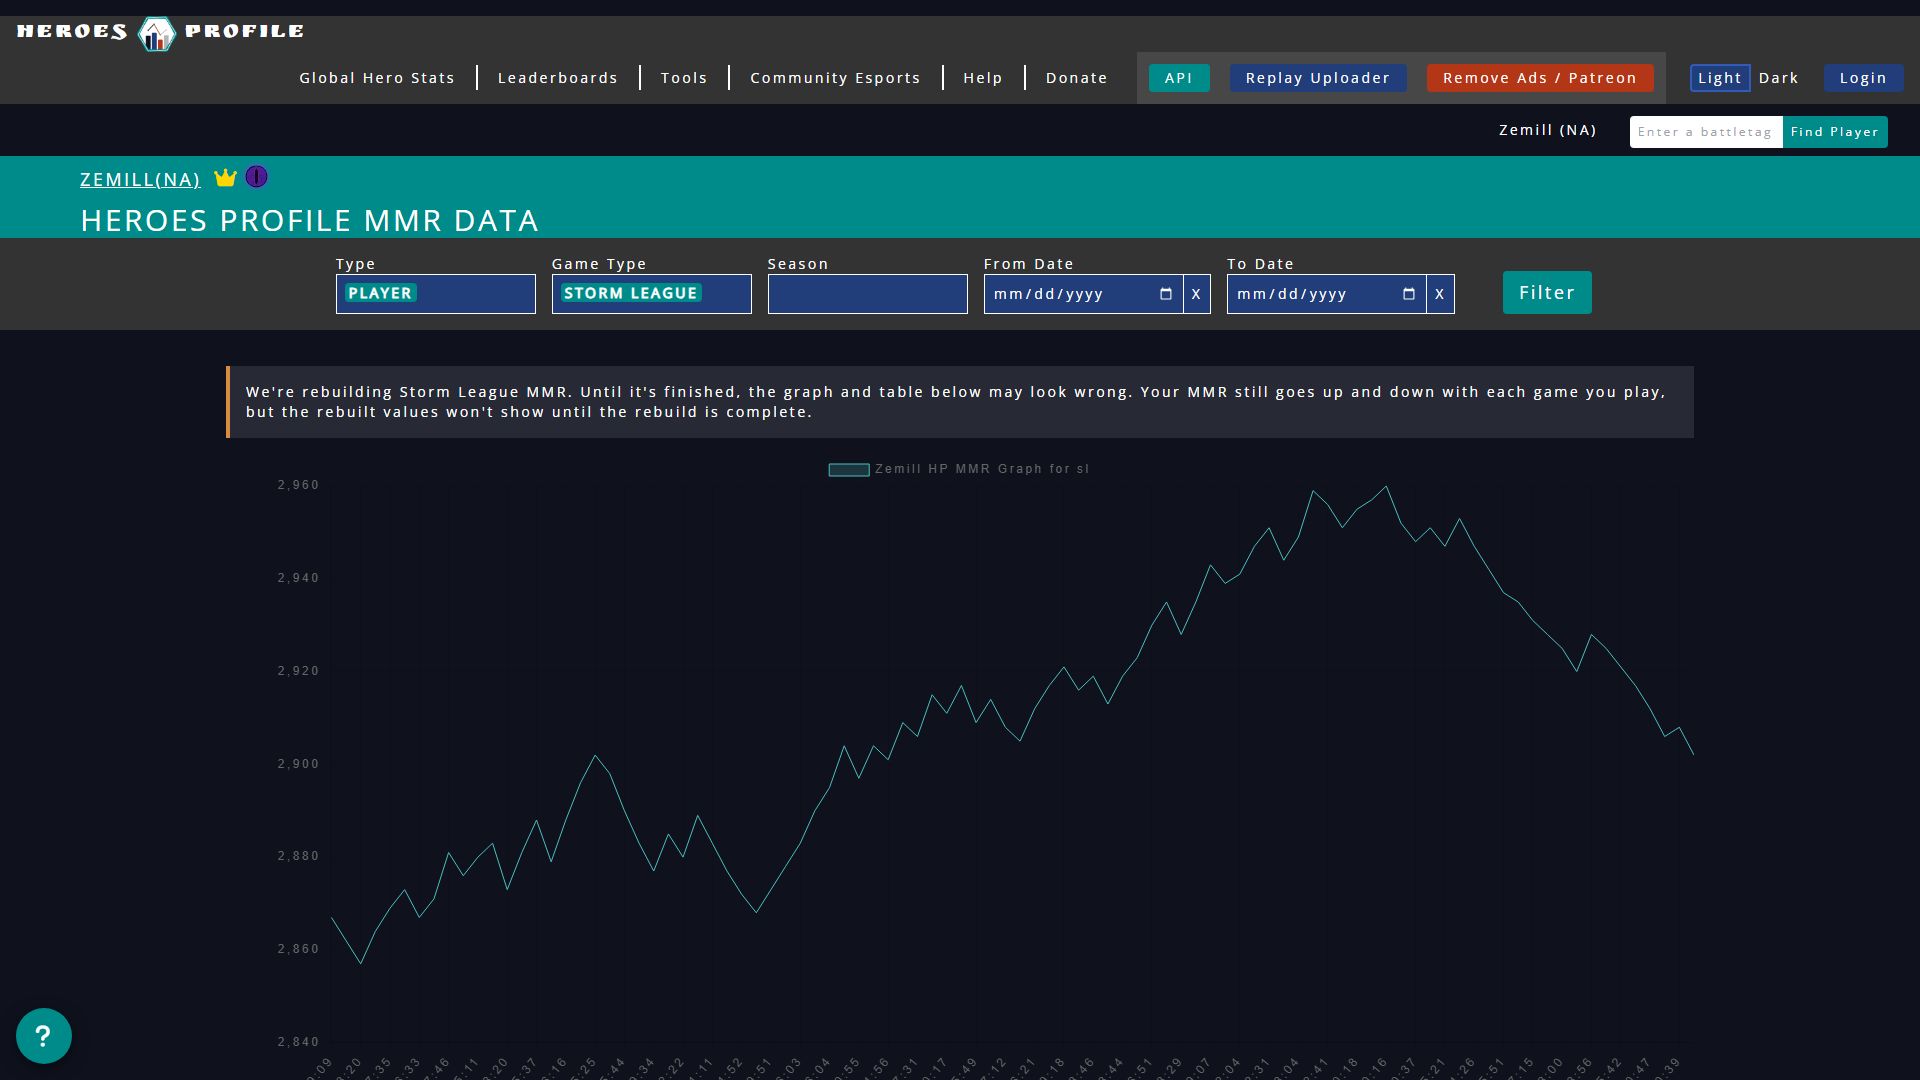 HEROES PROFILE
Global Hero Stats
Leaderboards
Tools
Community Esports
Help
Donate
API
Replay Uploader
Remove Ads / Patreon
Light
Dark
Login
Zemill (NA)
Enter a battletag
Find Player
ZEMILL(NA)
HEROES PROFILE MMR DATA
Type
Game Type
Season
From Date
To Date
PLAYER
STORM LEAGUE
mm/dd/yyyy
X
mm/dd/yyyy
X
Filter
We're rebuilding Storm League MMR. Until it's finished, the graph and table below may look wrong. Your MMR still goes up and down with each game you play,
but the rebuilt values won't show until the rebuild is complete.
Zemill HP MMR Graph for sl
2,960
2,940
2,920
2,900
2,880
2,860
2,840
?